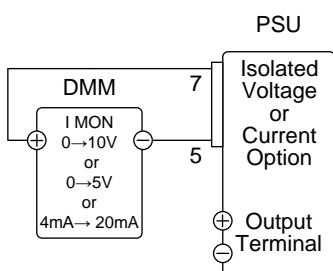 PSU
DMM
7
5
I MON
0→10V
or
0→5V
or
4mA→ 20mA
Isolated
Voltage
or
Current
Option
Output
Terminal